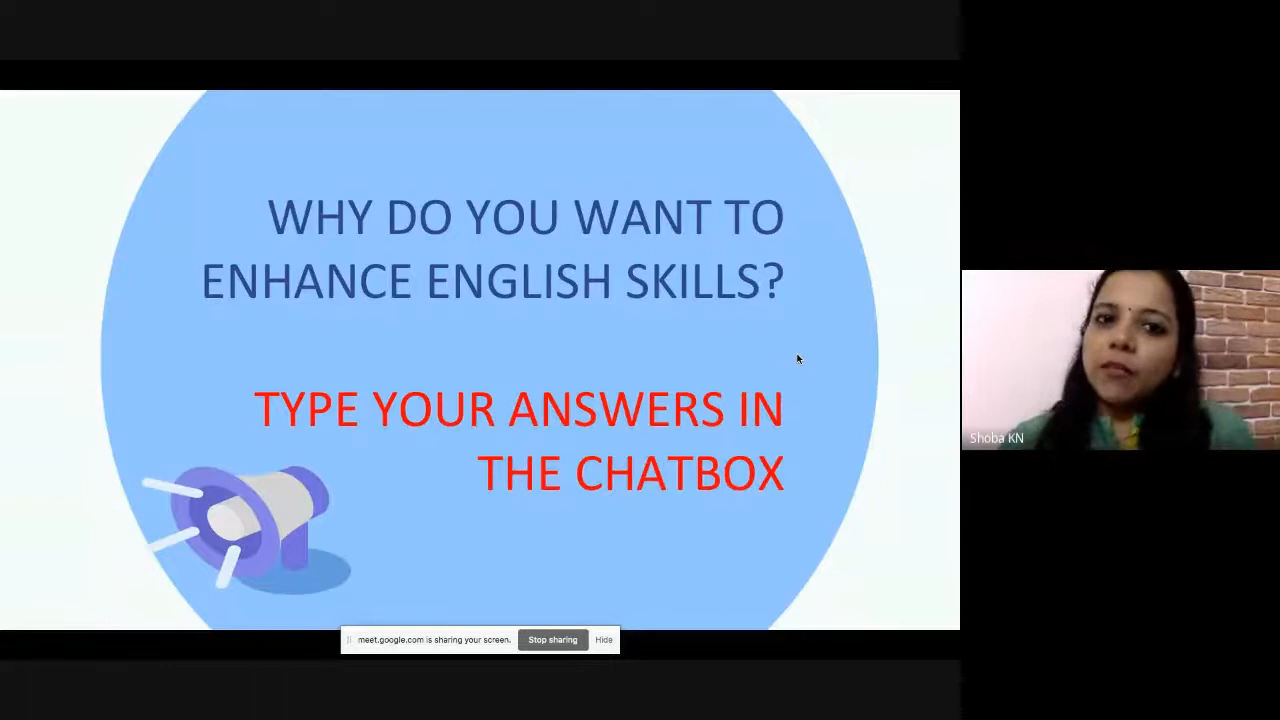 WHY DO YOU WANT TO
ENHANCE ENGLISH SKILLS?
TYPE YOUR ANSWERS IN
THE CHATBOX
Shoba KN
meet.google.com is sharing your screen. Stop sharing Hide